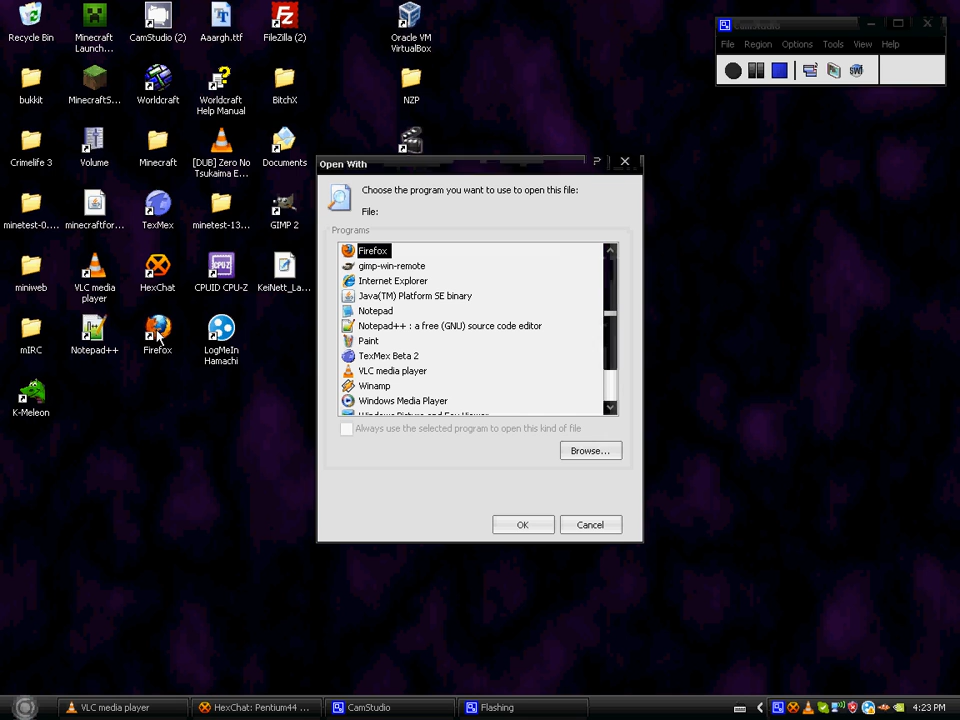 Recycle Bin
Minecraft
Launch...
CamStudio (2)
Aaargh.ttf
FileZilla (2)
Oracle VM
VirtualBox
bukkit
MinecraftS...
Worldcraft
Worldcraft
Help Manual
BitchX
NZP
Crimelife 3
Volume
Minecraft
[DUB] Zero No
Tsukaima E...
Documents
minetest-0....
minecraftfor...
TexMex
minetest-13...
GIMP 2
miniweb
VLC media
player
HexChat
CPUID CPU-Z
KeiNett_La...
mIRC
Notepad++
Firefox
LogMeIn
Hamachi
K-Meleon
CamStudio
File Region Options Tools View Help
Open With
Choose the program you want to use to open this file:
File:
Programs
Firefox
gimp-win-remote
Internet Explorer
Java(TM) Platform SE binary
Notepad
Notepad++ : a free (GNU) source code editor
Paint
TexMex Beta 2
VLC media player
Winamp
Windows Media Player
Windows Picture and Fax Viewer
Always use the selected program to open this kind of file
Browse...
OK Cancel
VLC media player
HexChat: Pentium44 ...
CamStudio
Flashing
4:23 PM